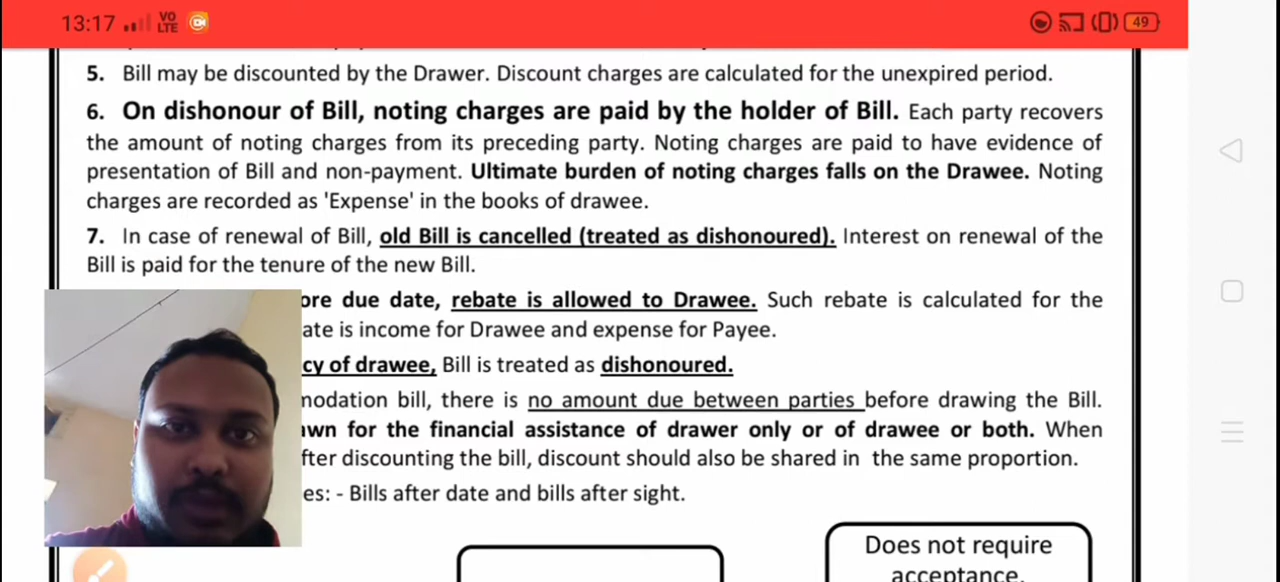 13:17 VO LTE 49
5. Bill may be discounted by the Drawer. Discount charges are calculated for the unexpired period.
6. On dishonour of Bill, noting charges are paid by the holder of Bill. Each party recovers
the amount of noting charges from its preceding party. Noting charges are paid to have evidence of
presentation of Bill and non-payment. Ultimate burden of noting charges falls on the Drawee. Noting
charges are recorded as 'Expense' in the books of drawee.
7. In case of renewal of Bill, old Bill is cancelled (treated as dishonoured). Interest on renewal of the
Bill is paid for the tenure of the new Bill.
ore due date, rebate is allowed to Drawee. Such rebate is calculated for the
ate is income for Drawee and expense for Payee.
cy of drawee, Bill is treated as dishonoured.
modation bill, there is no amount due between parties before drawing the Bill.
awn for the financial assistance of drawer only or of drawee or both. When
fter discounting the bill, discount should also be shared in the same proportion.
es: - Bills after date and bills after sight.
Does not require
acceptance.